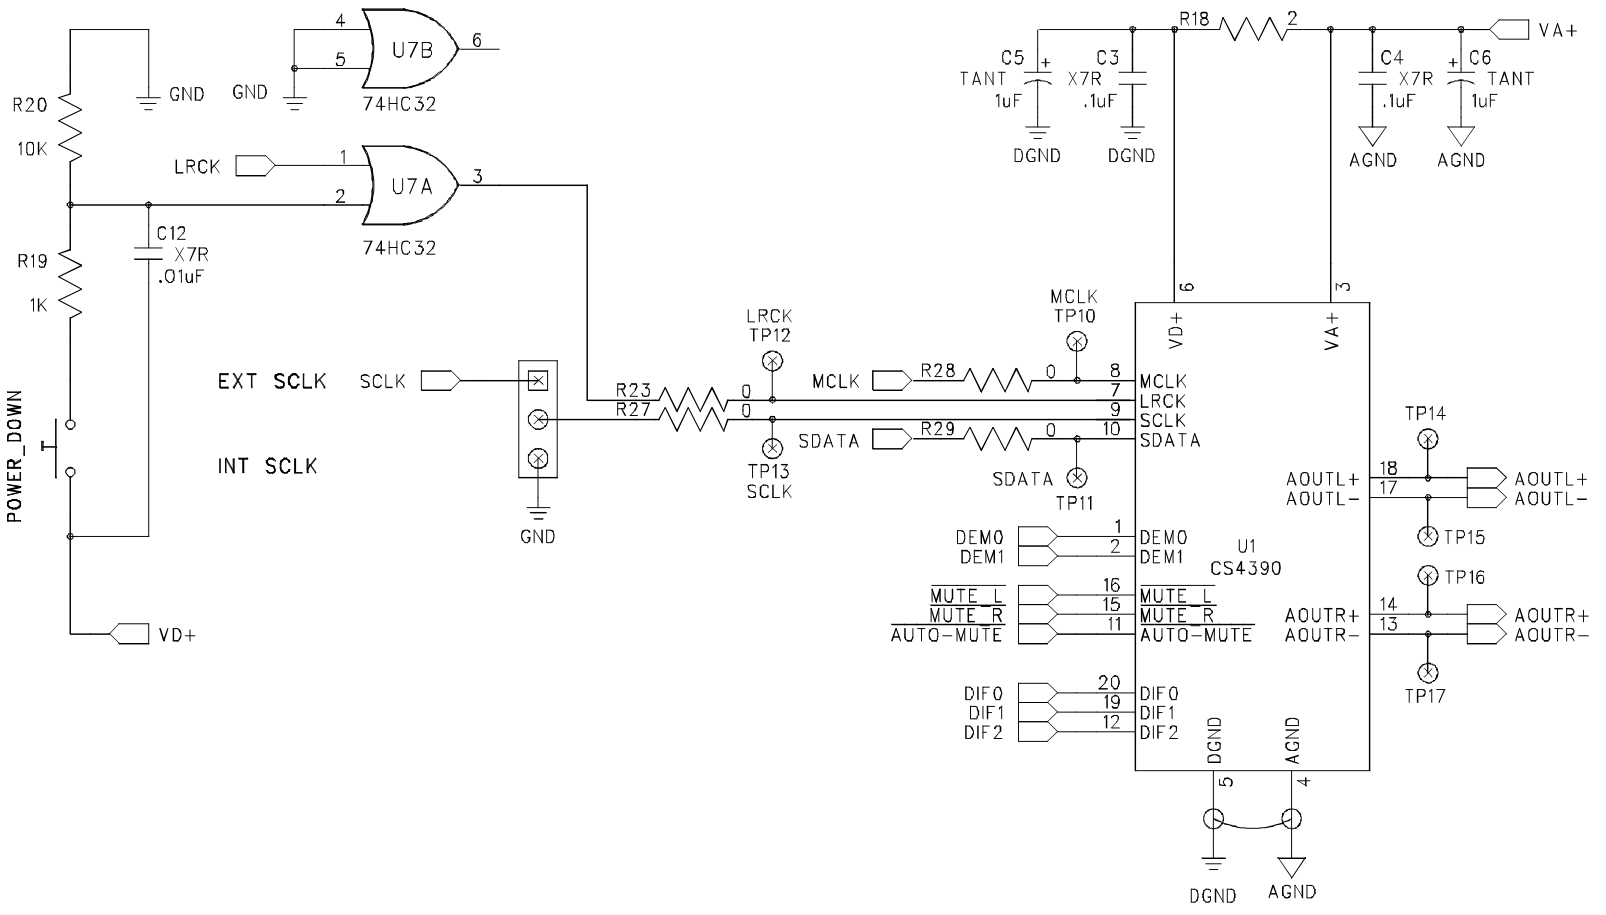 4
5
U7B
6
74HC32
GND
GND
R20
10K
LRCK
1
2
U7A
3
74HC32
C12
X7R
.01uF
R19
1K
POWER_DOWN
VD+
EXT SCLK
SCLK
INT SCLK
GND
R23
0
R27
0
LRCK
TP12
TP13
SCLK
MCLK
R28
0
MCLK
TP10
SDATA
R29
0
SDATA
TP11
R18
2
VA+
C5
+
TANT
1uF
DGND
C3
X7R
.1uF
DGND
C4
X7R
.1uF
AGND
C6
+
TANT
1uF
AGND
6
VD+
3
VA+
8
MCLK
7
LRCK
9
SCLK
10
SDATA
DEM0
1
DEM0
DEM1
2
DEM1
U1
CS4390
MUTE_L
16
MUTE_L
MUTE_R
15
MUTE_R
AUTO-MUTE
11
AUTO-MUTE
DIF0
20
DIF0
DIF1
19
DIF1
DIF2
12
DIF2
TP14
AOUTL+
18
AOUTL+
AOUTL-
17
AOUTL-
TP15
TP16
AOUTR+
14
AOUTR+
AOUTR-
13
AOUTR-
TP17
DGND
5
DGND
AGND
4
AGND